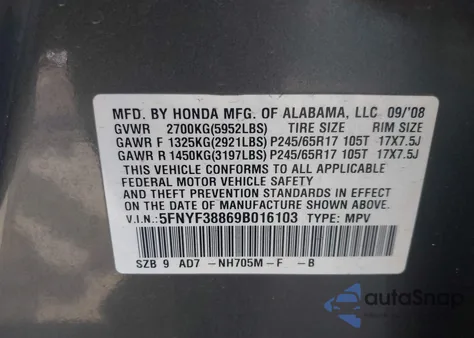 MFD. BY HONDA MFG. OF ALABAMA, LLC 09/'08
GVWR 2700KG(5952LBS) TIRE SIZE RIM SIZE
GAWR F 1325KG(2921LBS) P245/65R17 105T 17X7.5J
GAWR R 1450KG(3197LBS) P245/65R17 105T 17X7.5J
THIS VEHICLE CONFORMS TO ALL APPLICABLE
FEDERAL MOTOR VEHICLE SAFETY
AND THEFT PREVENTION STANDARDS IN EFFECT
ON THE DATE OF MANUFACTURE SHOWN ABOVE.
V.I.N.: 5FNYF38869B016103 TYPE: MPV
SZB 9 AD7 -NH705M-F -B
autoSnap